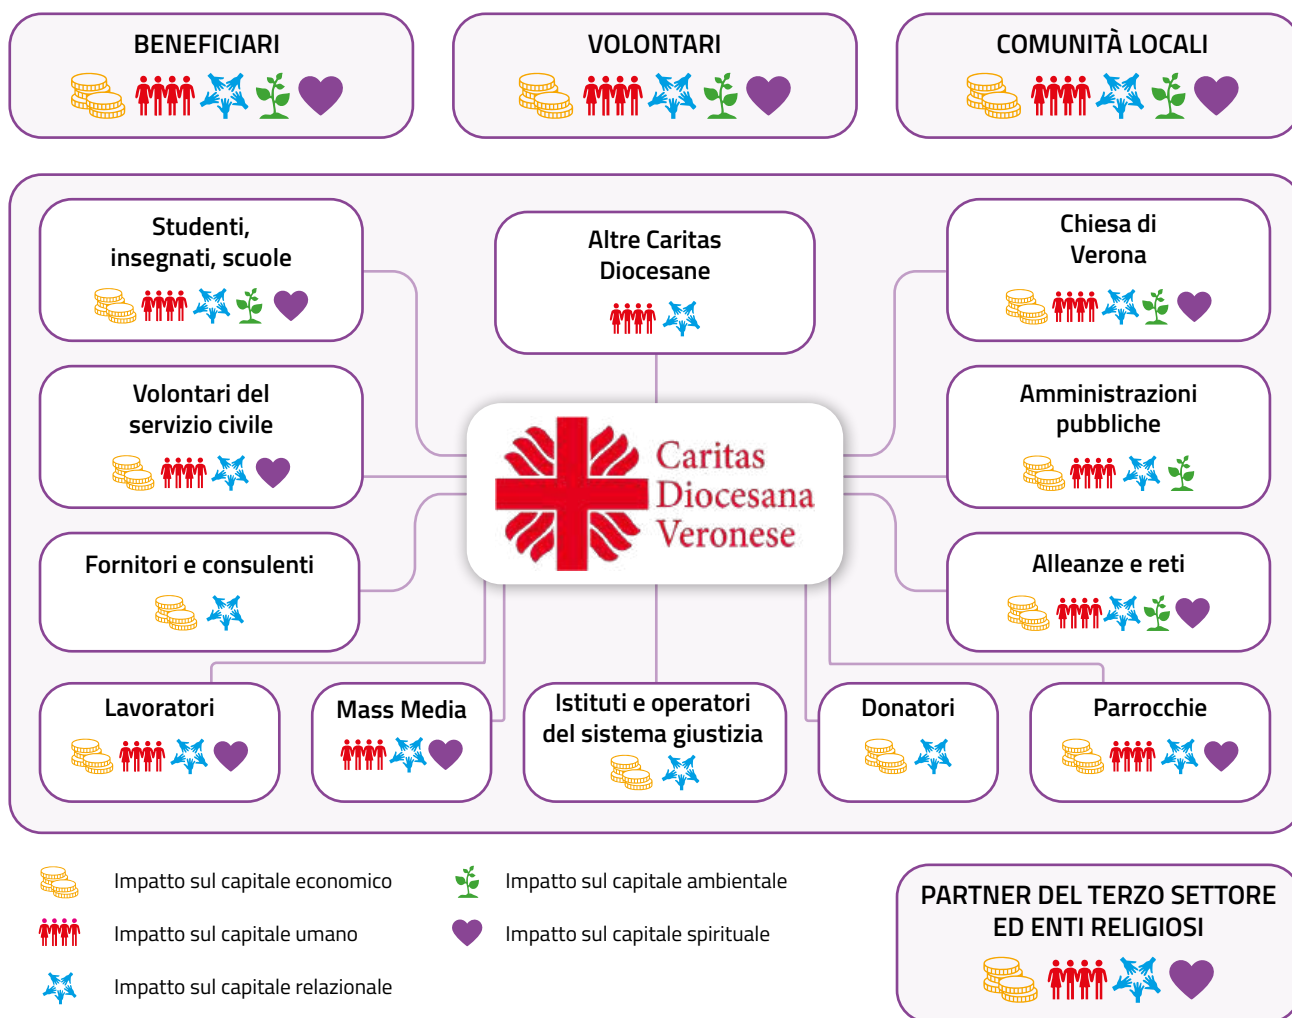 BENEFICIARI
VOLONTARI
COMUNITÀ LOCALI
Studenti,
insegnati, scuole
Altre Caritas
Diocesane
Chiesa di
Verona
Volontari del
servizio civile
Caritas
Diocesana
Veronese
Amministrazioni
pubbliche
Fornitori e consulenti
Alleanze e reti
Lavoratori
Mass Media
Istituti e operatori
del sistema giustizia
Donatori
Parrocchie
Impatto sul capitale economico
Impatto sul capitale umano
Impatto sul capitale relazionale
Impatto sul capitale ambientale
Impatto sul capitale spirituale
PARTNER DEL TERZO SETTORE
ED ENTI RELIGIOSI